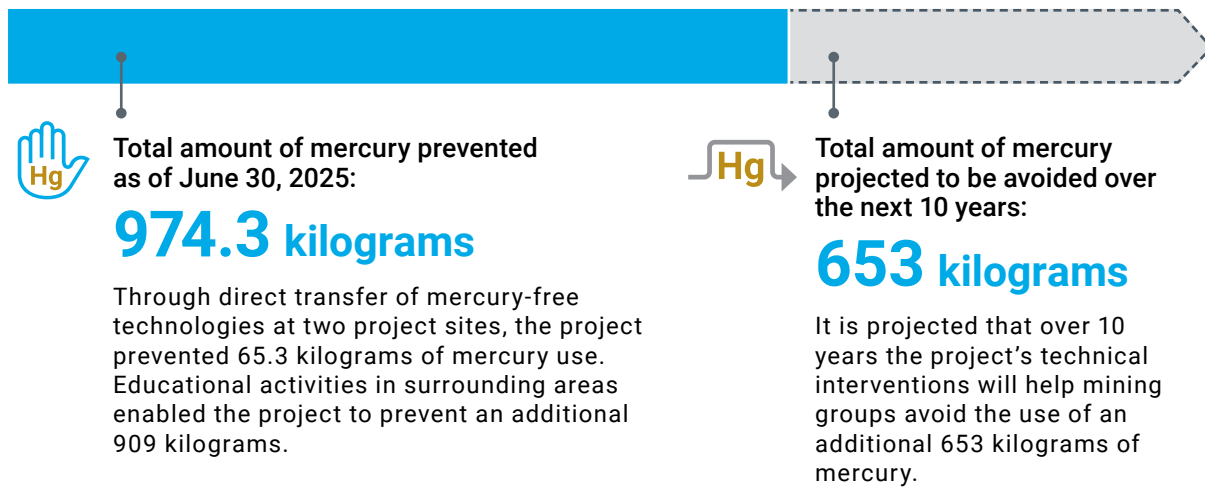 Hg
Total amount of mercury prevented
as of June 30, 2025:
974.3 kilograms
Through direct transfer of mercury-free
technologies at two project sites, the project
prevented 65.3 kilograms of mercury use.
Educational activities in surrounding areas
enabled the project to prevent an additional
909 kilograms.
Hg
Total amount of mercury
projected to be avoided over
the next 10 years:
653 kilograms
It is projected that over 10
years the project’s technical
interventions will help mining
groups avoid the use of an
additional 653 kilograms of
mercury.